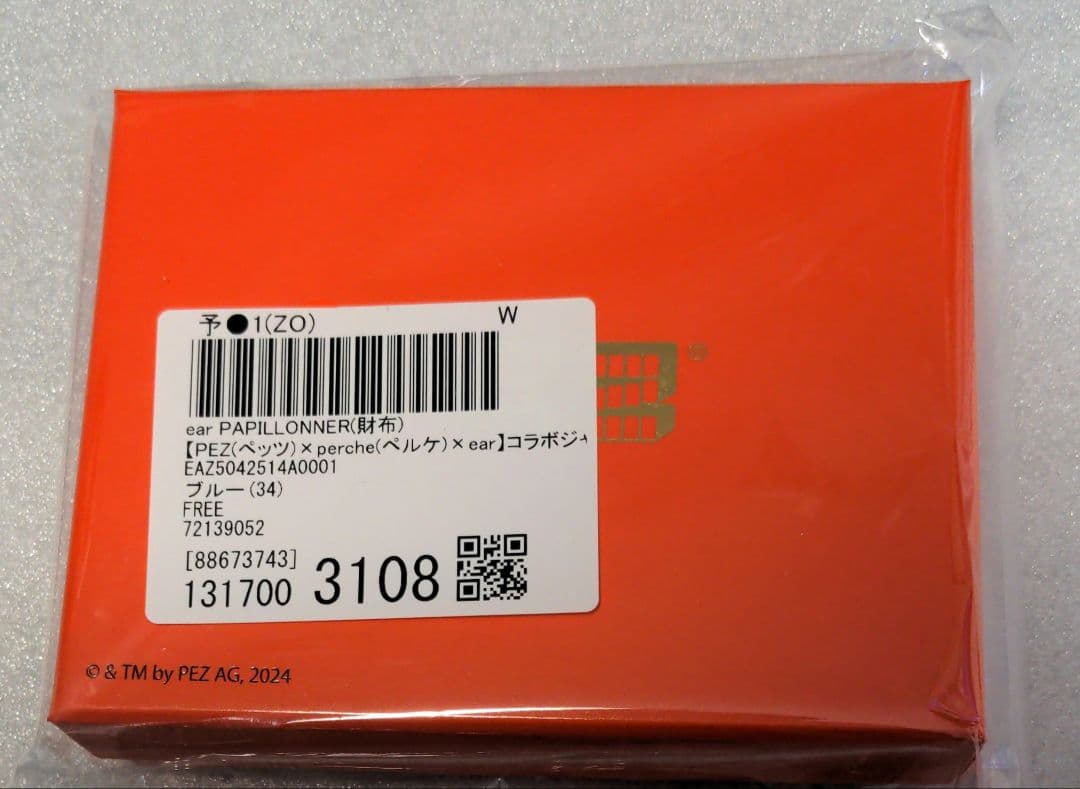 予●1(ZO)
W
ear PAPILLONNER(財布)
【PEZ(ペッツ)×perche(ペルケ)×ear】コラボジ
EAZ5042514A0001
ブルー(34)
FREE
72139052
[88673743]
131700 3108
®
© & TM by PEZ AG, 2024